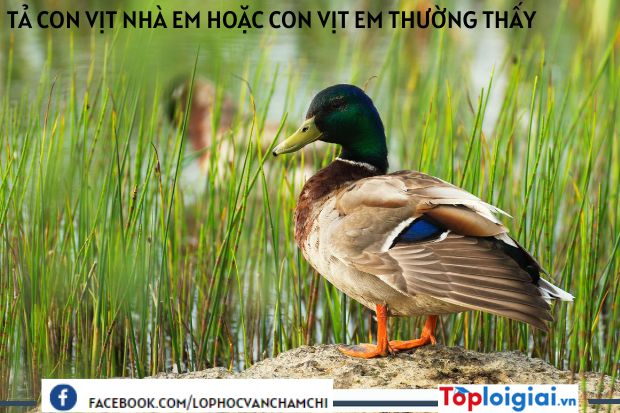 TẢ CON VỊT NHÀ EM HOẶC CON VỊT EM THƯỜNG THẤY
FACEBOOK.COM/LOPHOCVANCHAMCHI
Toploigiai.vn